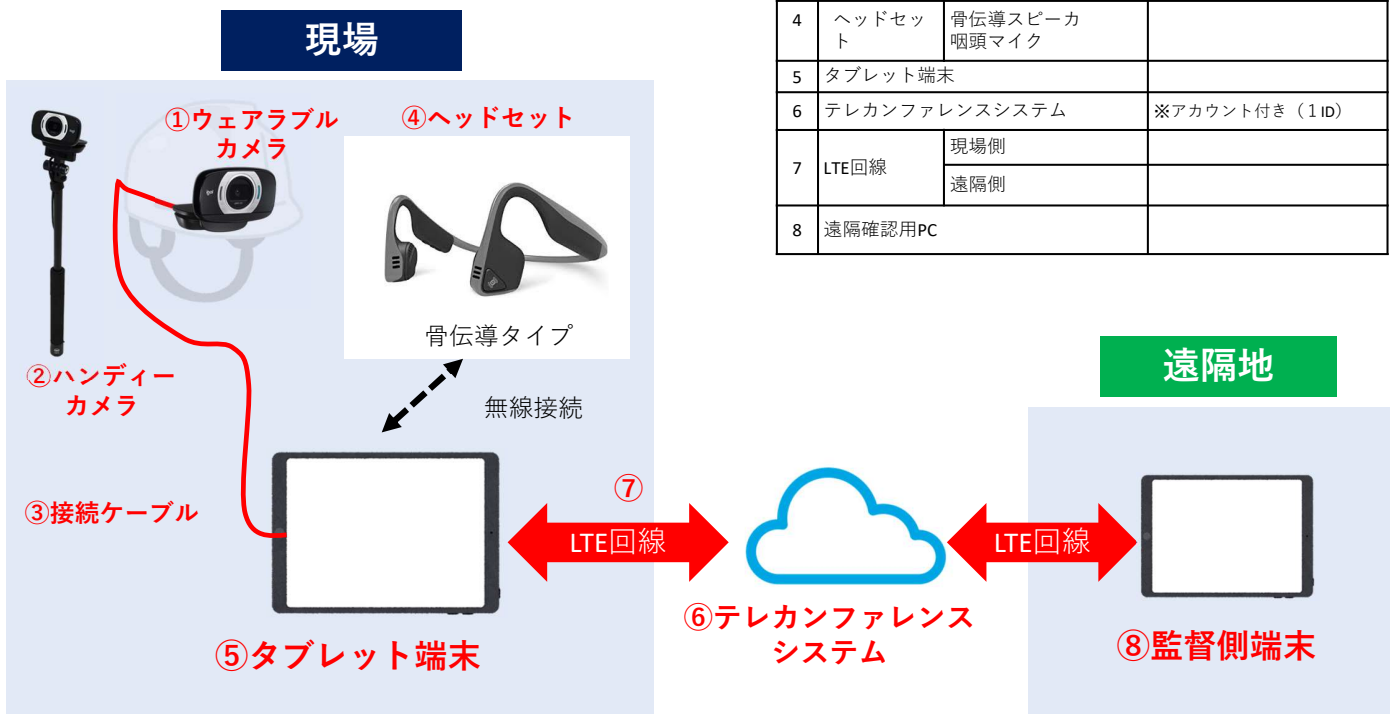 現場
①ウェアラブル
カメラ
④ヘッドセット
骨伝導タイプ
②ハンディー
カメラ
無線接続
③接続ケーブル
⑦
LTE回線
⑤タブレット端末
⑥テレカンファレンス
システム
4 ヘッドセッ 骨伝導スピーカ
ト 咽頭マイク
5 タブレット端末
6 テレカンファレンスシステム ※アカウント付き（１ID）
7 LTE回線 現場側
遠隔側
8 遠隔確認用PC
遠隔地
LTE回線
⑧監督側端末